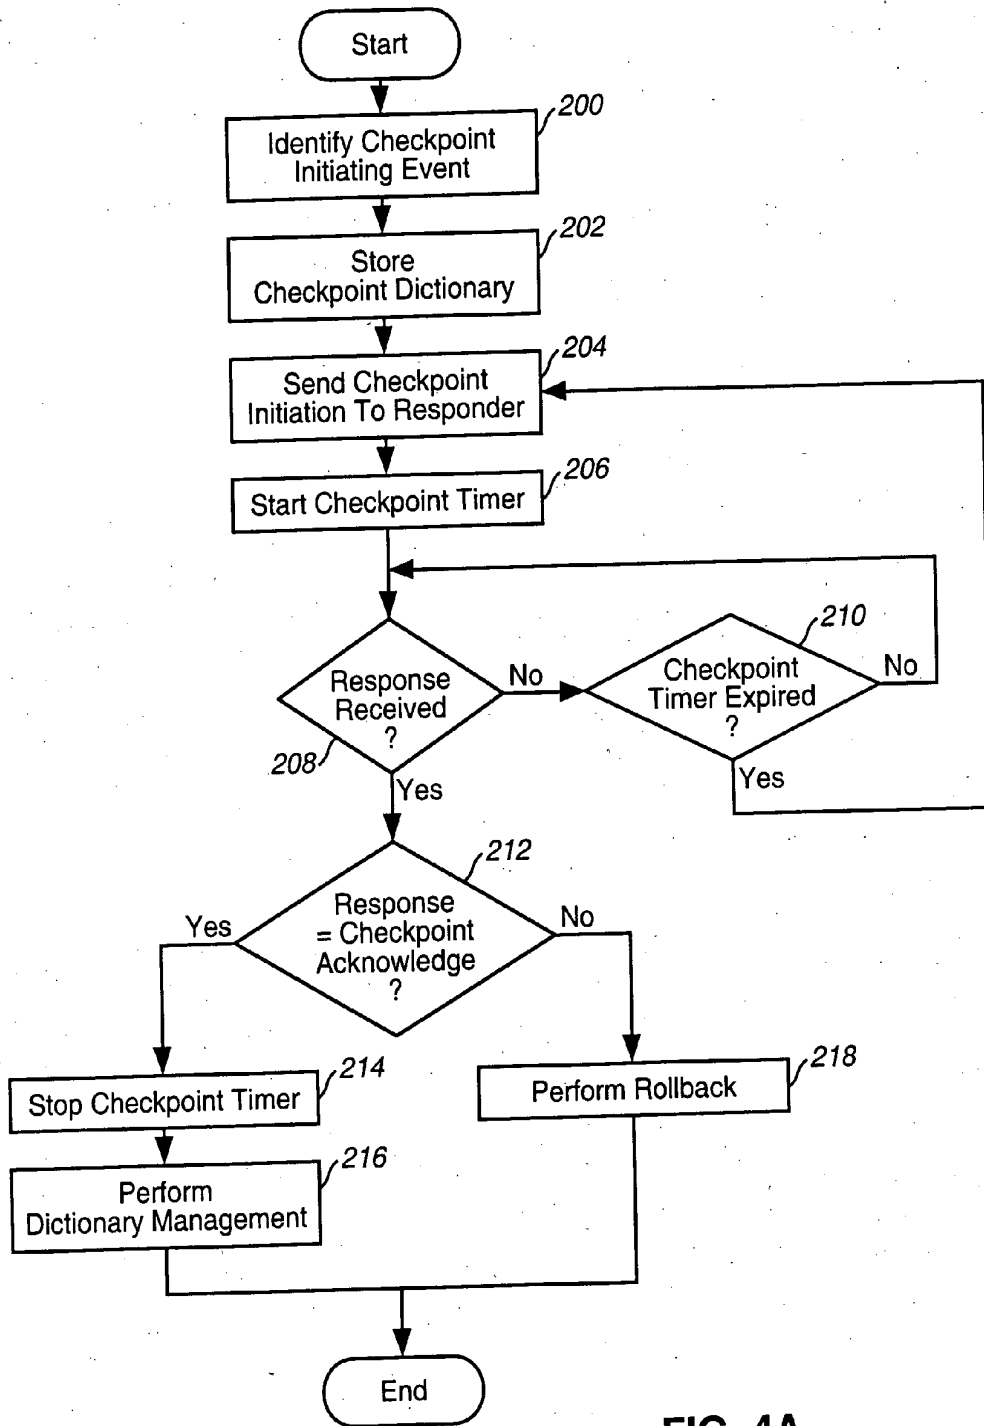 Start
200
Identify Checkpoint
Initiating Event
202
Store
Checkpoint Dictionary
204
Send Checkpoint
Initiation To Responder
206
Start Checkpoint Timer
210
Response
Received
?
No
Checkpoint
Timer Expired
?
No
208
Yes
Yes
212
Response
= Checkpoint
Acknowledge
?
Yes
No
214
Stop Checkpoint Timer
218
Perform Rollback
216
Perform
Dictionary Management
End
FIG. 4A